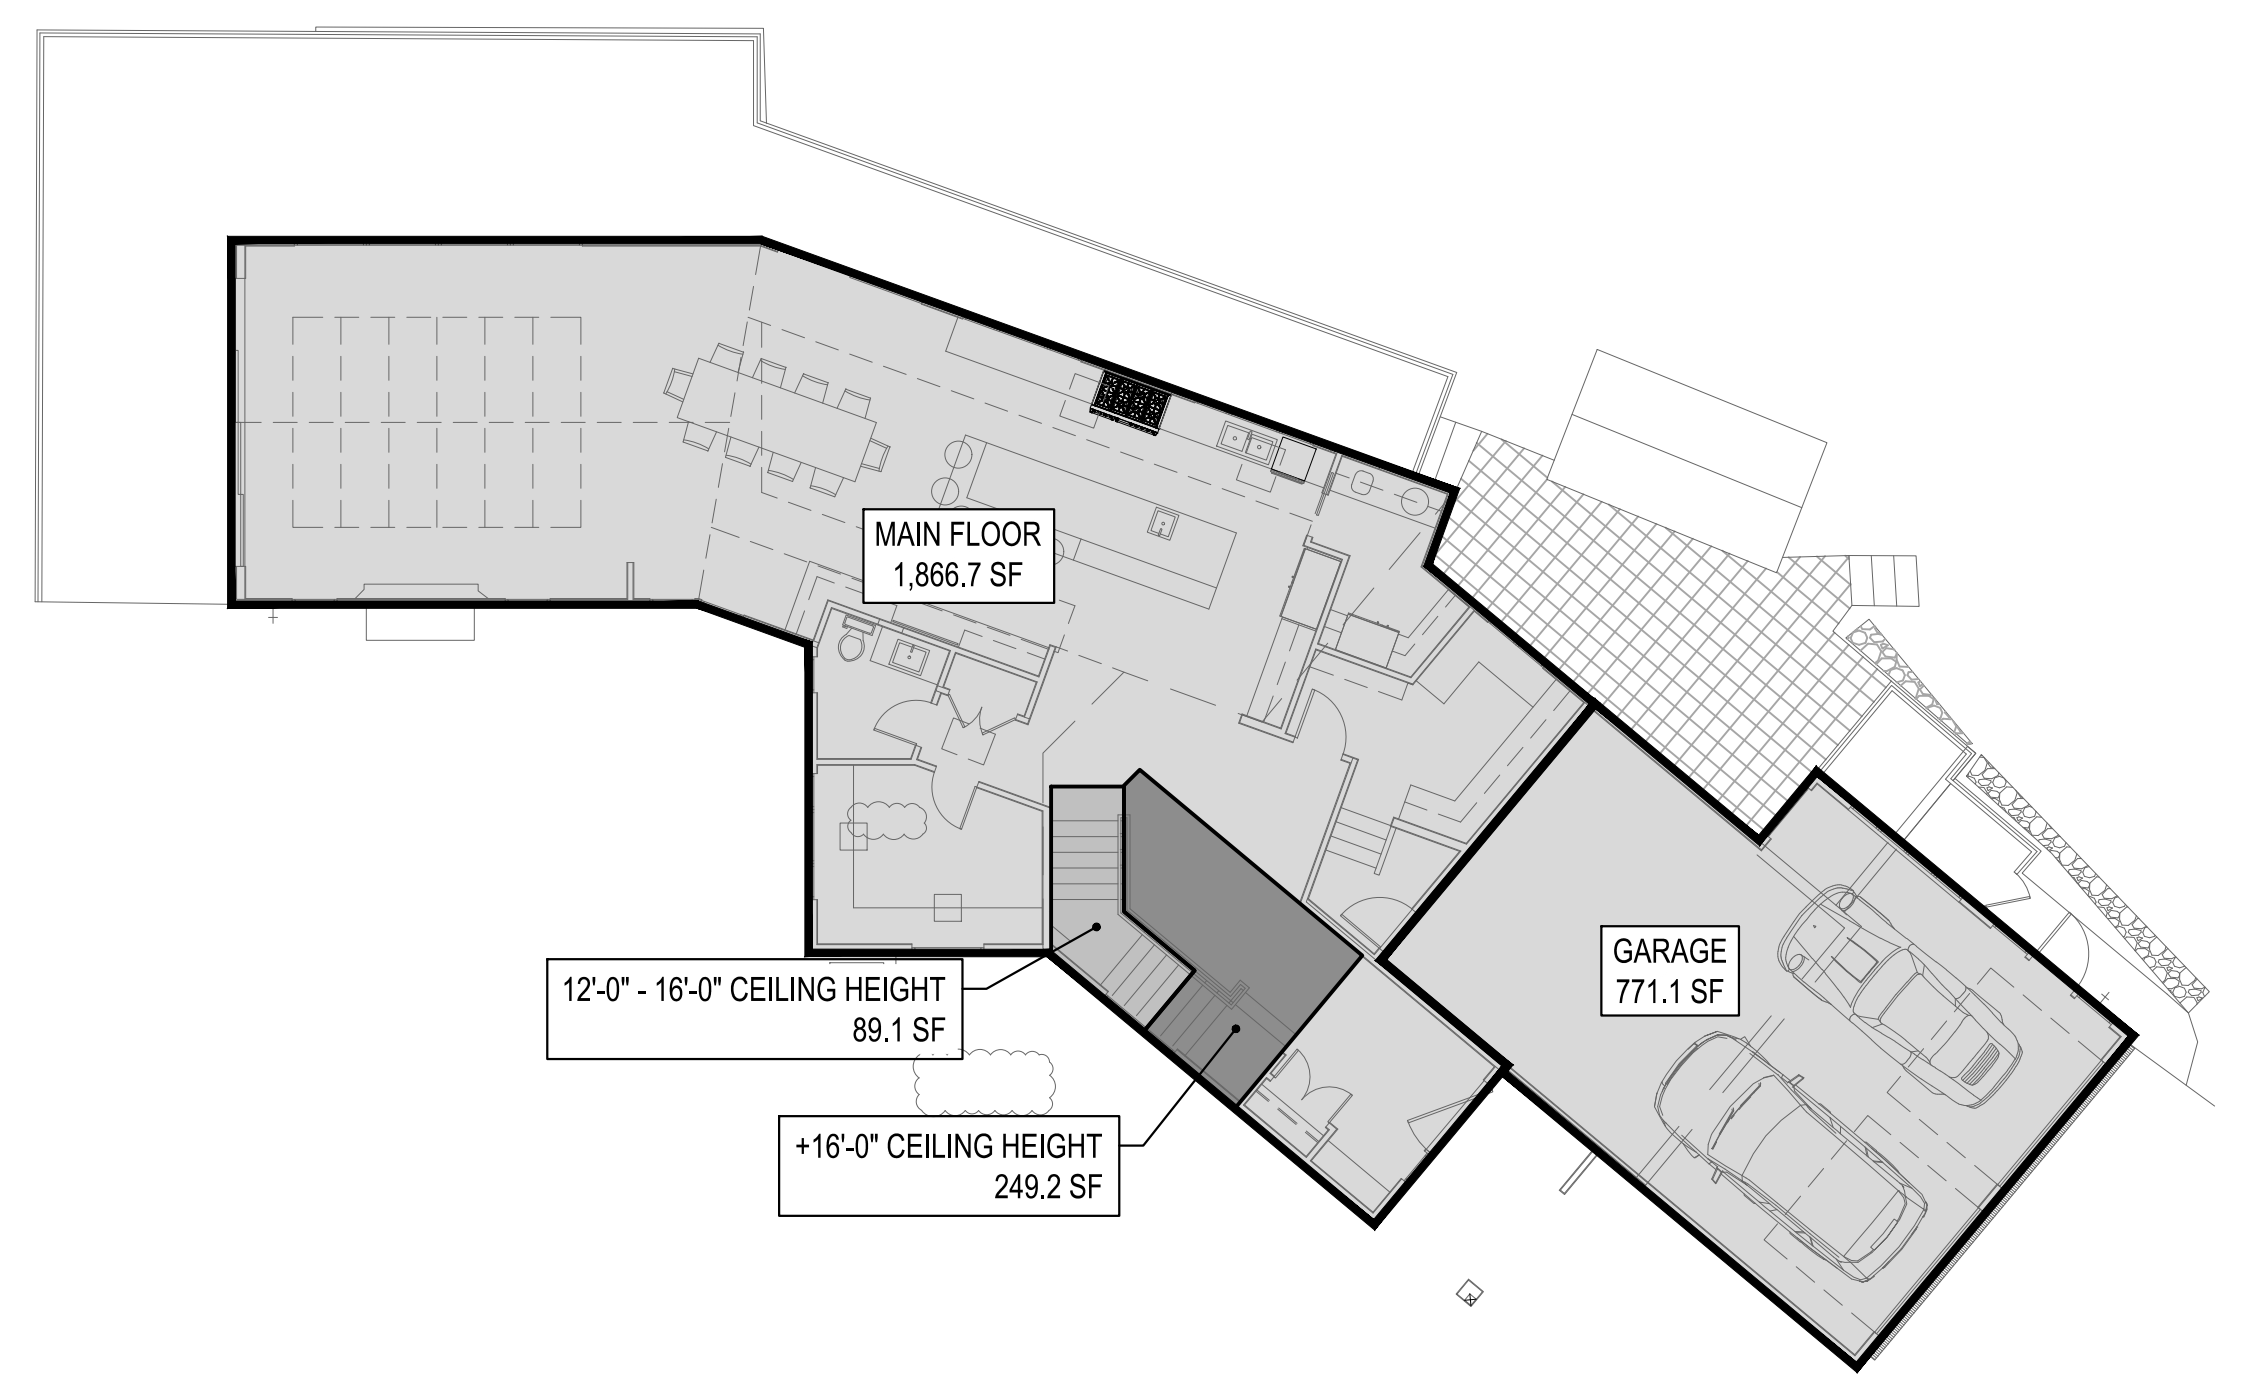 MAIN FLOOR
1,866.7 SF
GARAGE
771.1 SF
12'-0" - 16'-0" CEILING HEIGHT
89.1 SF
+16'-0" CEILING HEIGHT
249.2 SF